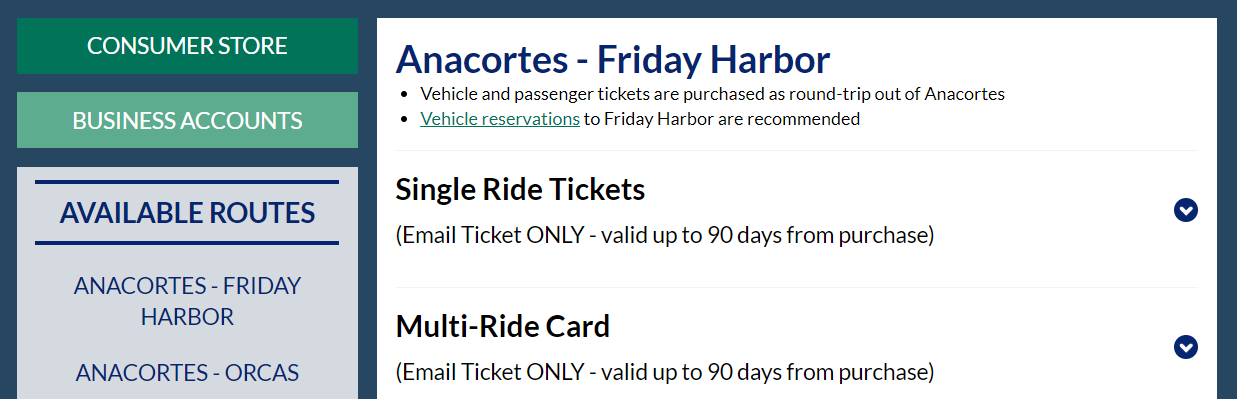 CONSUMER STORE
BUSINESS ACCOUNTS
AVAILABLE ROUTES
ANACORTES - FRIDAY
HARBOR
ANACORTES - ORCAS
Anacortes - Friday Harbor
• Vehicle and passenger tickets are purchased as round-trip out of Anacortes
• Vehicle reservations to Friday Harbor are recommended
Single Ride Tickets
(Email Ticket ONLY - valid up to 90 days from purchase)
Multi-Ride Card
(Email Ticket ONLY - valid up to 90 days from purchase)